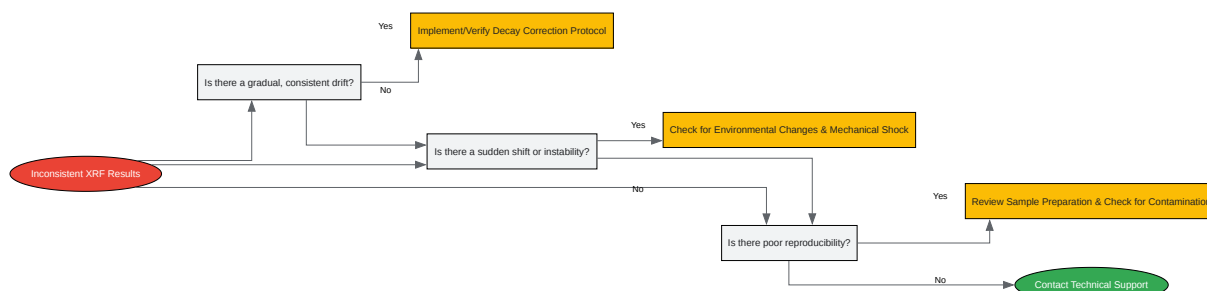 Yes
Implement/Verify Decay Correction Protocol
Is there a gradual, consistent drift?
No
Yes
Check for Environmental Changes & Mechanical Shock
Is there a sudden shift or instability?
Inconsistent XRF Results
No
Yes
Review Sample Preparation & Check for Contamination
Is there poor reproducibility?
No
Contact Technical Support